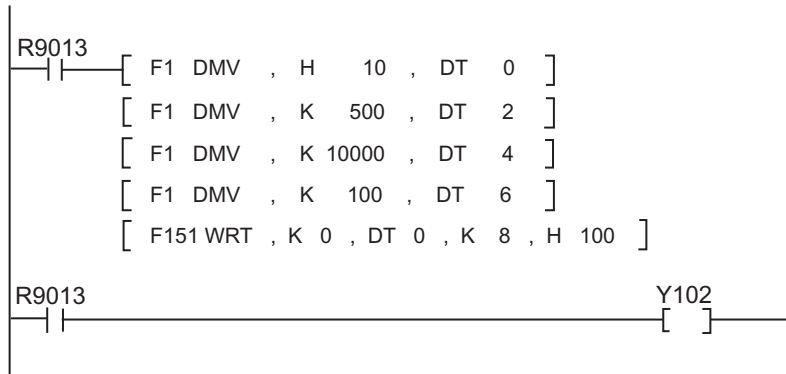 R9013
[ F1 DMV , H 10 , DT 0 ]
[ F1 DMV , K 500 , DT 2 ]
[ F1 DMV , K 10000 , DT 4 ]
[ F1 DMV , K 100 , DT 6 ]
[ F151 WRT , K 0 , DT 0 , K 8 , H 100 ]
R9013 Y102
[ ]